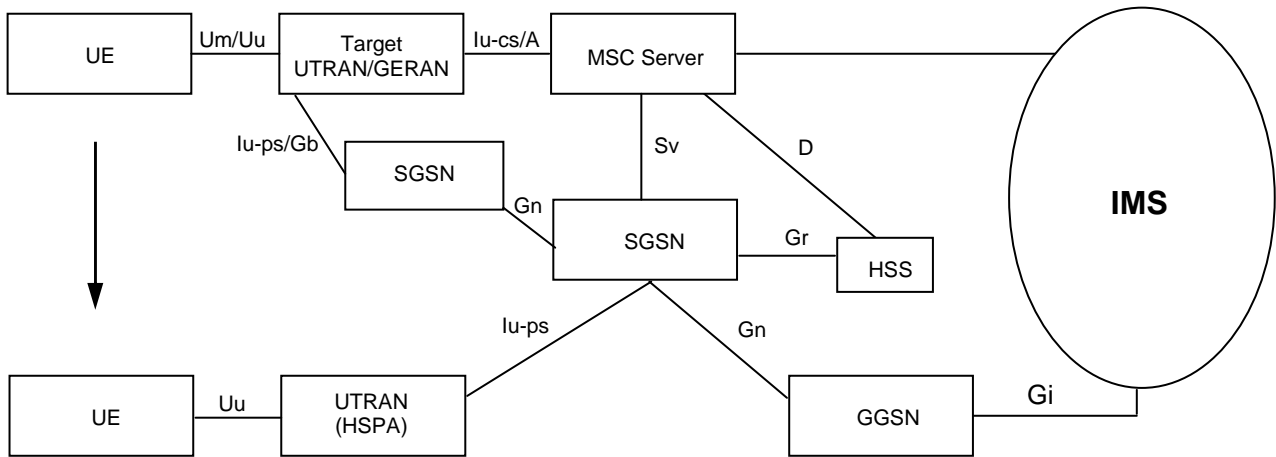 UE
Um/Uu
Target
UTRAN/GERAN
Iu-cs/A
MSC Server
Iu-ps/Gb
SGSN
Gn
Sv
D
IMS
SGSN
Gr
HSS
Iu-ps
Gn
UE
Uu
UTRAN
(HSPA)
GGSN
Gi